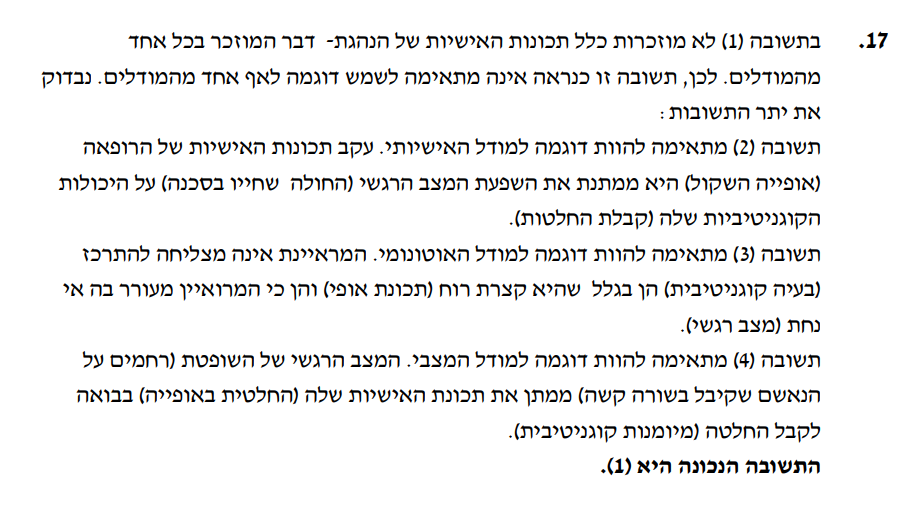 17. בתשובה (1) לא מוזכרות כלל תכונות האישיות של הנהגת- דבר המוזכר בכל אחד
מהמודלים. לכן, תשובה זו כנראה אינה מתאימה לשמש דוגמה לאף אחד מהמודלים. נבדוק
את יתר התשובות:
תשובה (2) מתאימה להוות דוגמה למודל האישיותי. עקב תכונות האישיות של הרופאה
(אופייה השקול) היא ממתנת את השפעת המצב הרגשי (החולה שחייו בסכנה) על היכולות
הקוגניטיביות שלה (קבלת החלטות).
תשובה (3) מתאימה להוות דוגמה למודל האוטונומי. המראיינת אינה מצליחה להתרכז
(בעיה קוגניטיבית) הן בגלל שהיא קצרת רוח (תכונת אופי) והן כי המרואיין מעורר בה אי
נחת (מצב רגשי).
תשובה (4) מתאימה להוות דוגמה למודל המצבי. המצב הרגשי של השופטת (רחמים על
הנאשם שקיבל בשורה קשה) ממתן את תכונת האישיות שלה (החלטית באופייה) בבואה
לקבל החלטה (מיומנות קוגניטיבית).
התשובה הנכונה היא (1).